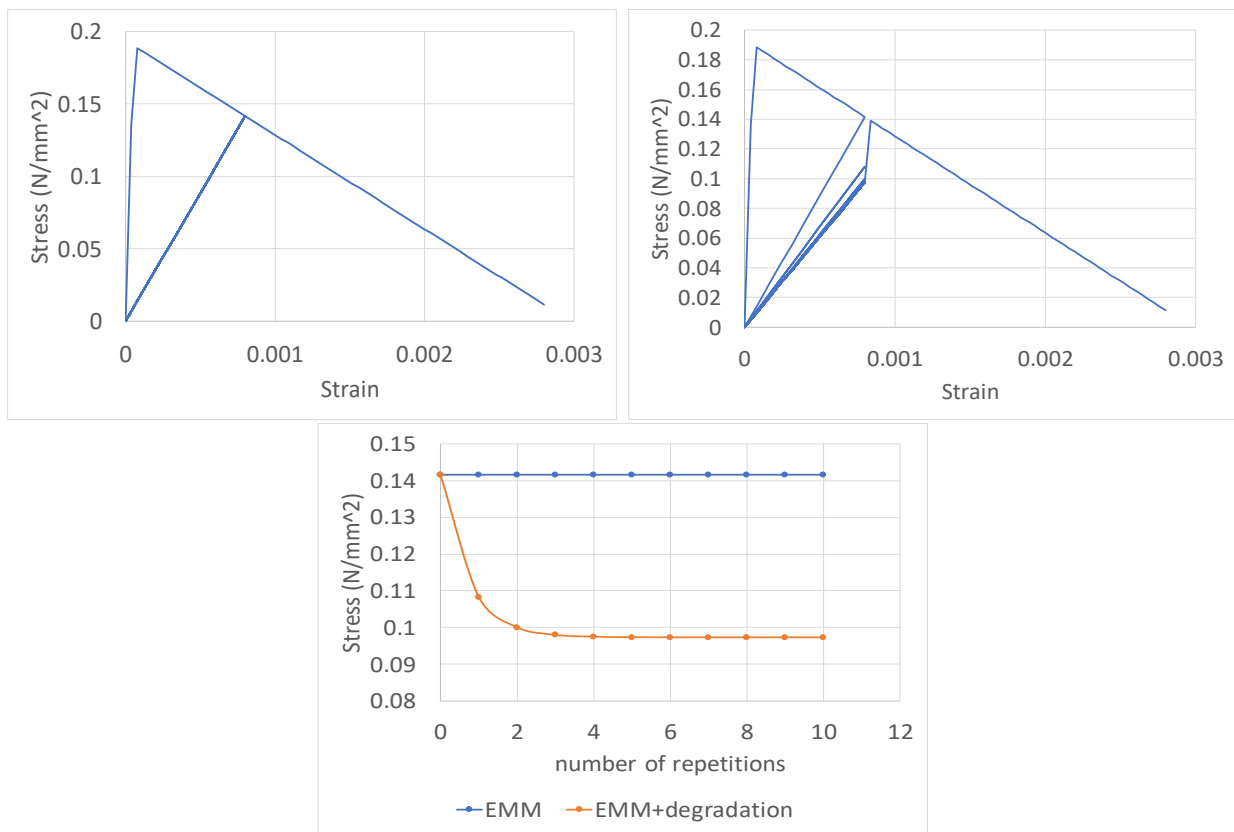 0.2
0.15
0.1
0.05
0
0 0.001 0.002 0.003
Stress (N/mm^2)
Strain
0.2
0.18
0.16
0.14
0.12
0.1
0.08
0.06
0.04
0.02
0
0 0.001 0.002 0.003
Stress (N/mm^2)
Strain
0.15
0.14
0.13
0.12
0.11
0.1
0.09
0.08
0 2 4 6 8 10 12
Stress (N/mm^2)
number of repetitions
EMM EMM+degradation